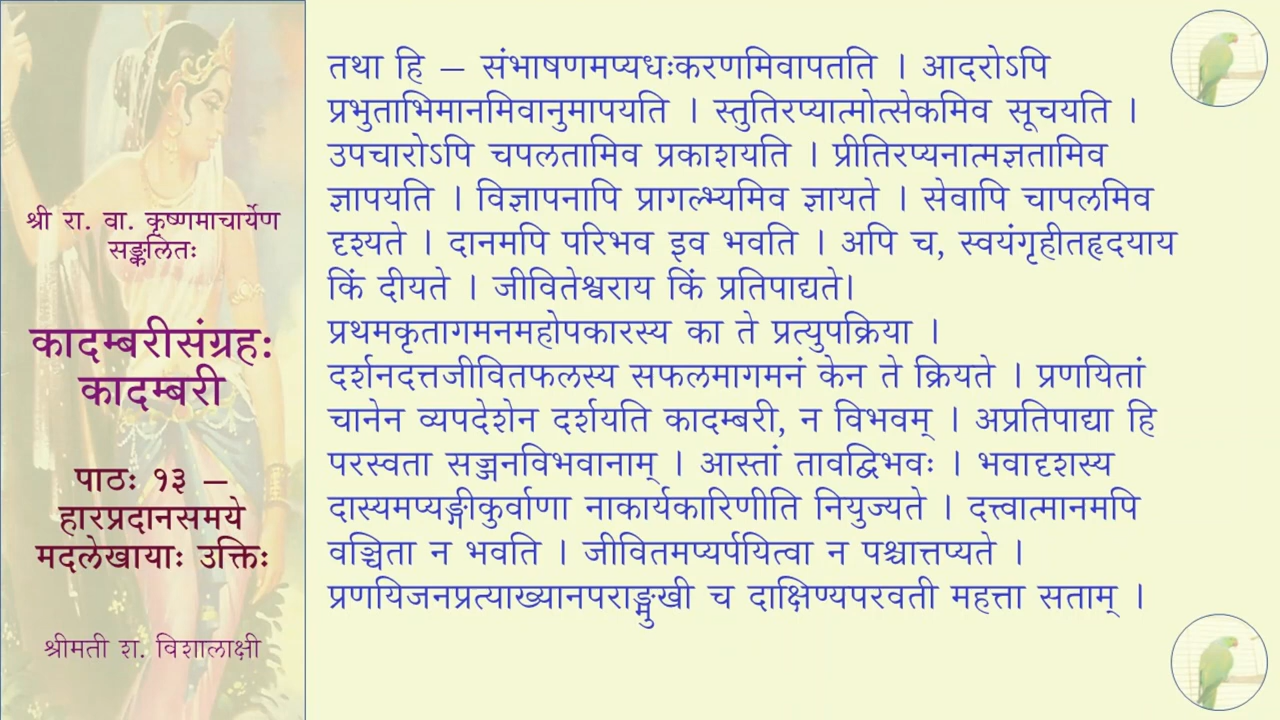 श्री रा. वा. कृष्णमाचार्येण
सङ्कलितः
कादम्बरीसंग्रहः
कादम्बरी
पाठः १३ –
हारप्रदानसमये
मदलेखायाः उक्तिः
श्रीमती श. विशालाक्षी
तथा हि – संभाषणमप्यधःकरणमिवापतति । आदरोऽपि
प्रभुताभिमानमिवानुमापयति । स्तुतिरप्यात्मोत्सेकमिव सूचयति ।
उपचारोऽपि चपलतामिव प्रकाशयति । प्रीतिरप्यनात्मज्ञतामिव
ज्ञापयति । विज्ञापनापि प्रागल्भ्यमिव ज्ञायते । सेवापि चापलमिव
दृश्यते । दानमपि परिभव इव भवति । अपि च, स्वयंगृहीतहृदयाय
किं दीयते । जीवितेश्वराय किं प्रतिपाद्यते।
प्रथमकृतागमनमहोपकारस्य का ते प्रत्युपक्रिया ।
दर्शनदत्तजीवितफलस्य सफलमागमनं केन ते क्रियते । प्रणयितां
चानेन व्यपदेशेन दर्शयति कादम्बरी, न विभवम् । अप्रतिपाद्या हि
परस्वता सज्जनविभवानाम् । आस्तां तावद्विभवः । भवादृशस्य
दास्यमप्यङ्गीकुर्वाणा नाकार्यकारिणीति नियुज्यते । दत्त्वात्मानमपि
वञ्चिता न भवति । जीवितमप्यर्पयित्वा न पश्चात्तप्यते ।
प्रणयिजनप्रत्याख्यानपराङ्मुखी च दाक्षिण्यपरवती महत्ता सताम् ।